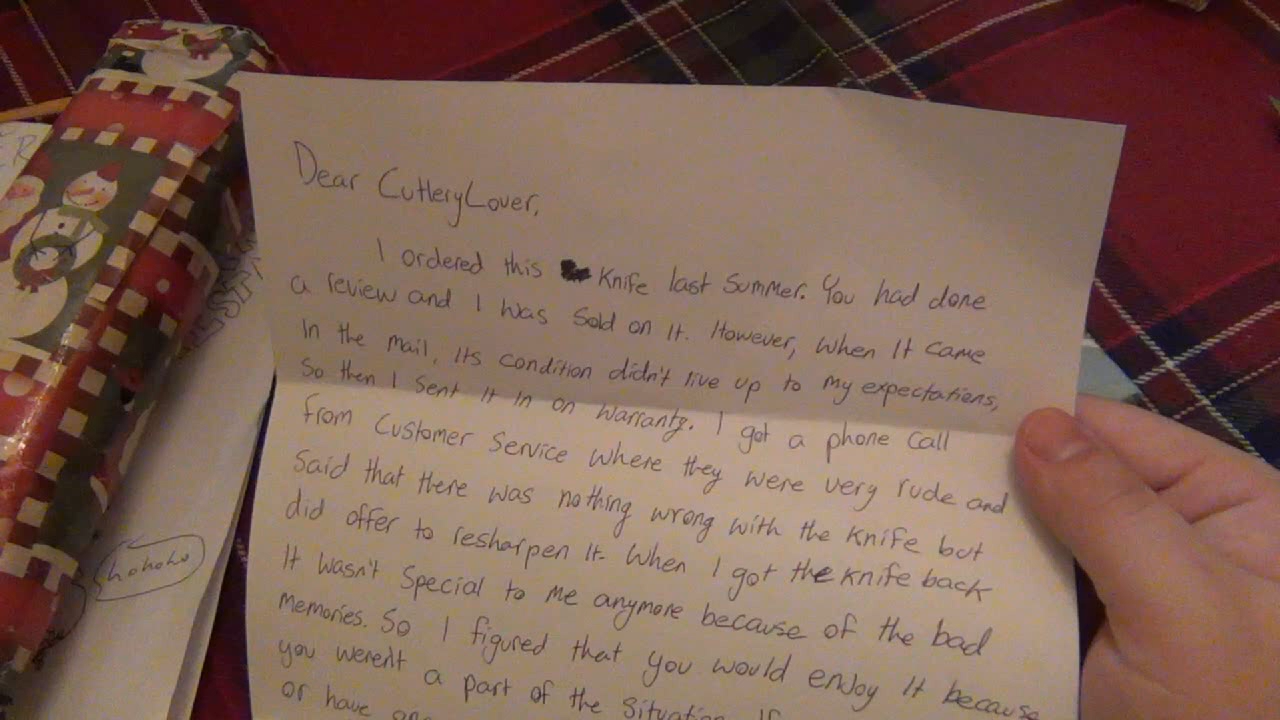 Dear CutleryLover,
I ordered this Knife last Summer. You had done
a review and I was Sold on it. However, when It came
In the mail, Its condition didn't live up to my expectations,
So then I Sent It in on warranty. I got a phone call
from Customer Service where they were very rude and
Said that there was nothing wrong with the Knife but
did offer to resharpen It. When I got the Knife back
It wasn't Special to me anymore because of the bad
memories. So I figured that you would enjoy It because
you weren't a part of the Situation. If
or have
hohoho